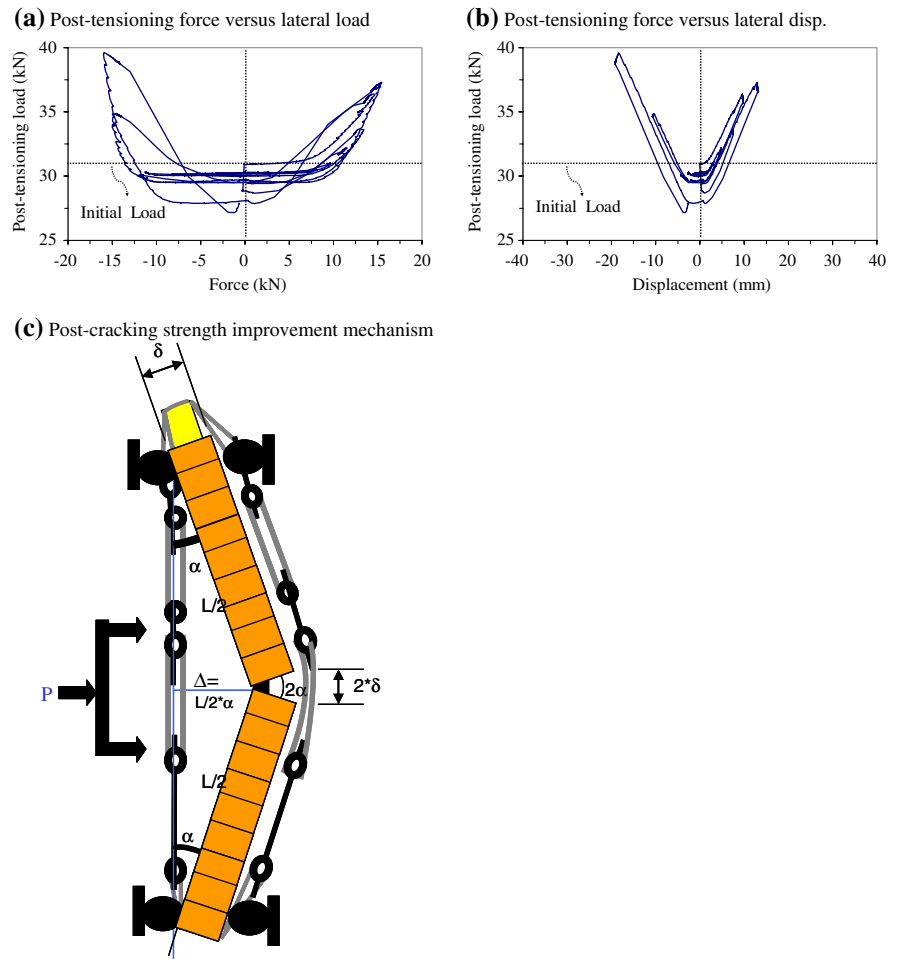 (a) Post-tensioning force versus lateral load
Post-tensioning load (kN)
40
35
30
25
Initial Load
-20 -15 -10 -5 0 5 10 15 20
Force (kN)
(b) Post-tensioning force versus lateral disp.
Post-tensioning load (kN)
40
35
30
25
Initial Load
-40 -30 -20 -10 0 10 20 30 40
Displacement (mm)
(c) Post-cracking strength improvement mechanism
δ
α
L/2
P
Δ=
L/2*α
2α
2*δ
L/2
α